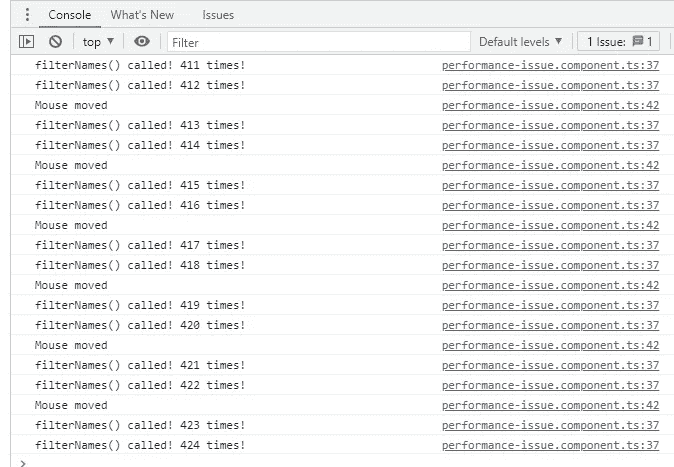 Console What's New Issues
top ▼ Filter Default levels ▼ 1 Issue: 1
filterNames() called! 411 times! performance-issue.component.ts:37
filterNames() called! 412 times! performance-issue.component.ts:37
Mouse moved performance-issue.component.ts:42
filterNames() called! 413 times! performance-issue.component.ts:37
filterNames() called! 414 times! performance-issue.component.ts:37
Mouse moved performance-issue.component.ts:42
filterNames() called! 415 times! performance-issue.component.ts:37
filterNames() called! 416 times! performance-issue.component.ts:37
Mouse moved performance-issue.component.ts:42
filterNames() called! 417 times! performance-issue.component.ts:37
filterNames() called! 418 times! performance-issue.component.ts:37
Mouse moved performance-issue.component.ts:42
filterNames() called! 419 times! performance-issue.component.ts:37
filterNames() called! 420 times! performance-issue.component.ts:37
Mouse moved performance-issue.component.ts:42
filterNames() called! 421 times! performance-issue.component.ts:37
filterNames() called! 422 times! performance-issue.component.ts:37
Mouse moved performance-issue.component.ts:42
filterNames() called! 423 times! performance-issue.component.ts:37
filterNames() called! 424 times! performance-issue.component.ts:37
>